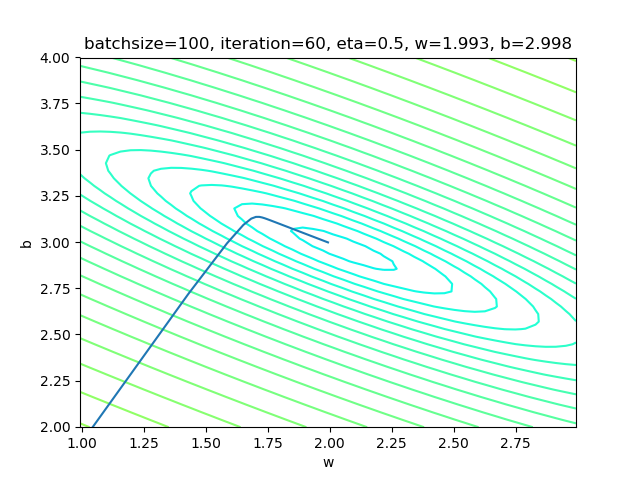 batchsize=100, iteration=60, eta=0.5, w=1.993, b=2.998
4.00
3.75
3.50
3.25
3.00
2.75
2.50
2.25
2.00
b
1.00 1.25 1.50 1.75 2.00 2.25 2.50 2.75
w